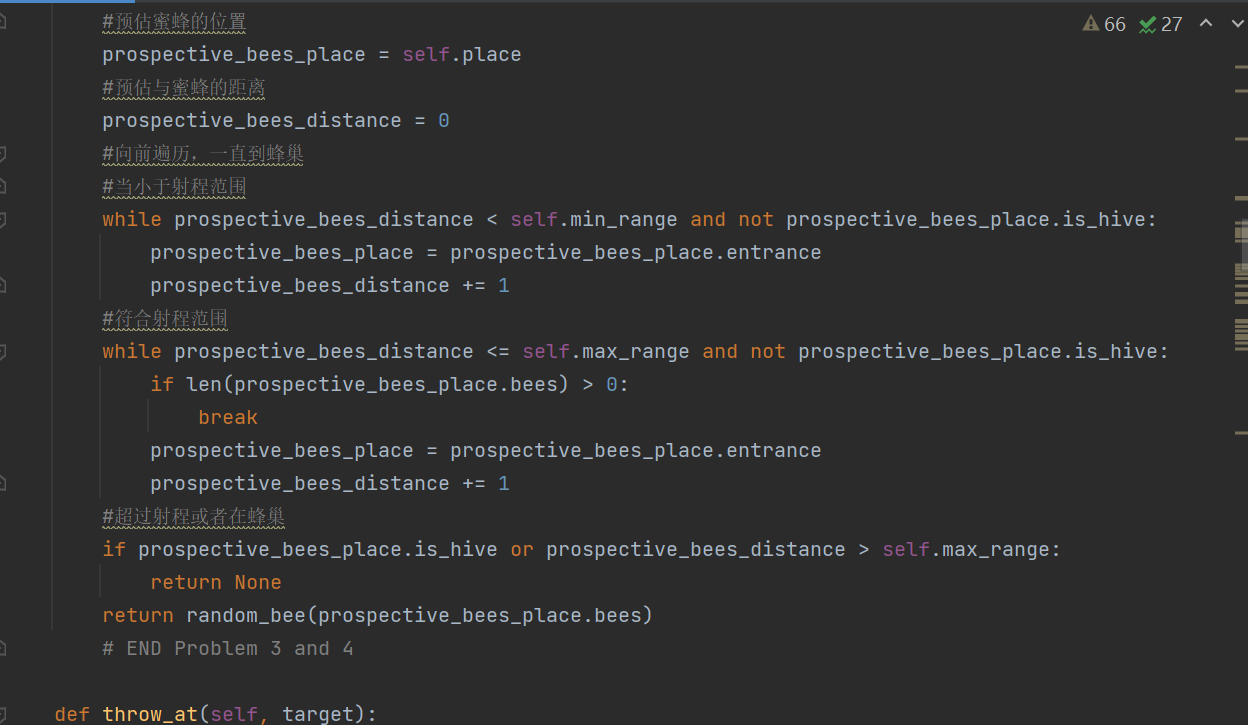 #预估蜜蜂的位置
66 27
prospective_bees_place = self.place
#预估与蜜蜂的距离
prospective_bees_distance = 0
#向前遍历，一直到蜂巢
#当小于射程范围
while prospective_bees_distance < self.min_range and not prospective_bees_place.is_hive:
    prospective_bees_place = prospective_bees_place.entrance
    prospective_bees_distance += 1
#符合射程范围
while prospective_bees_distance <= self.max_range and not prospective_bees_place.is_hive:
    if len(prospective_bees_place.bees) > 0:
        break
    prospective_bees_place = prospective_bees_place.entrance
    prospective_bees_distance += 1
#超过射程或者在蜂巢
if prospective_bees_place.is_hive or prospective_bees_distance > self.max_range:
    return None
return random_bee(prospective_bees_place.bees)
# END Problem 3 and 4
def throw_at(self, target):